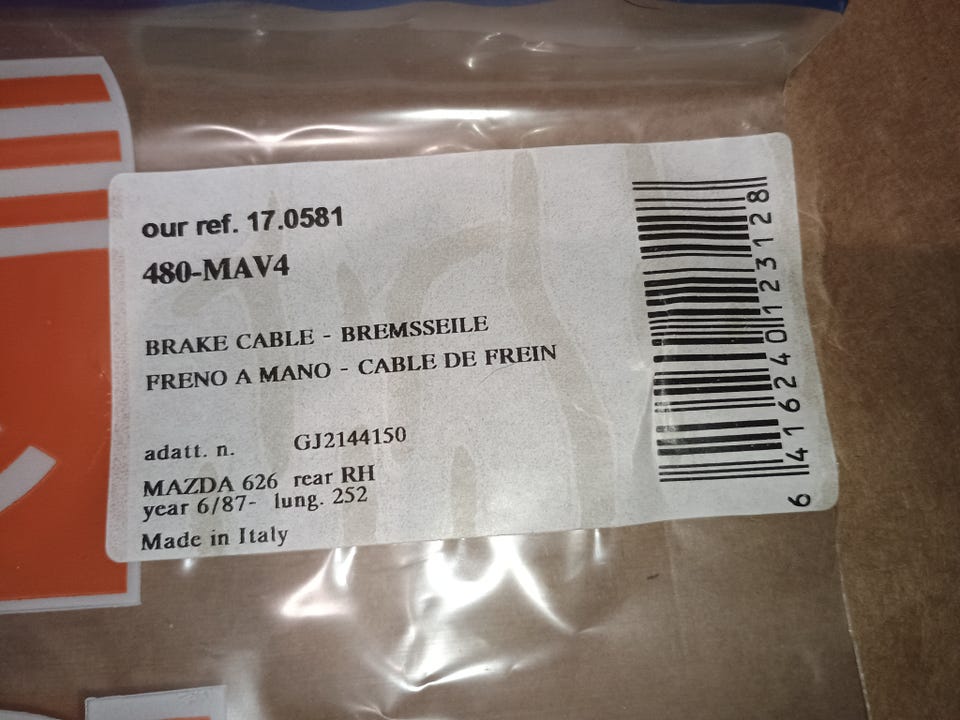 our ref. 17.0581
480-MAV4
BRAKE CABLE - BREMSSEILE
FRENO A MANO - CABLE DE FREIN
adatt. n. GJ2144150
MAZDA 626 rear RH
year 6/87- lung. 252
Made in Italy
6 416240 123128